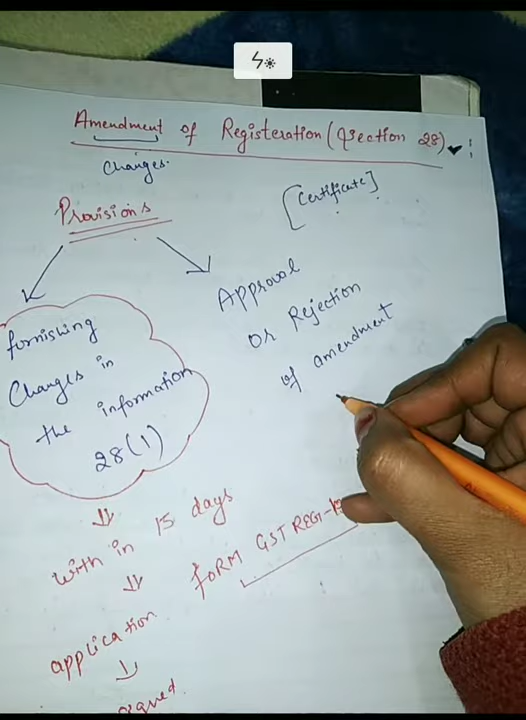 Amendment of Registeration (Section 28) :
Changes.
[Certificate]
Provisions
furnishing
Changes in
the information
28(1)
Approval
or Rejection
of amendment
with in 15 days
application
FORM GST REG-